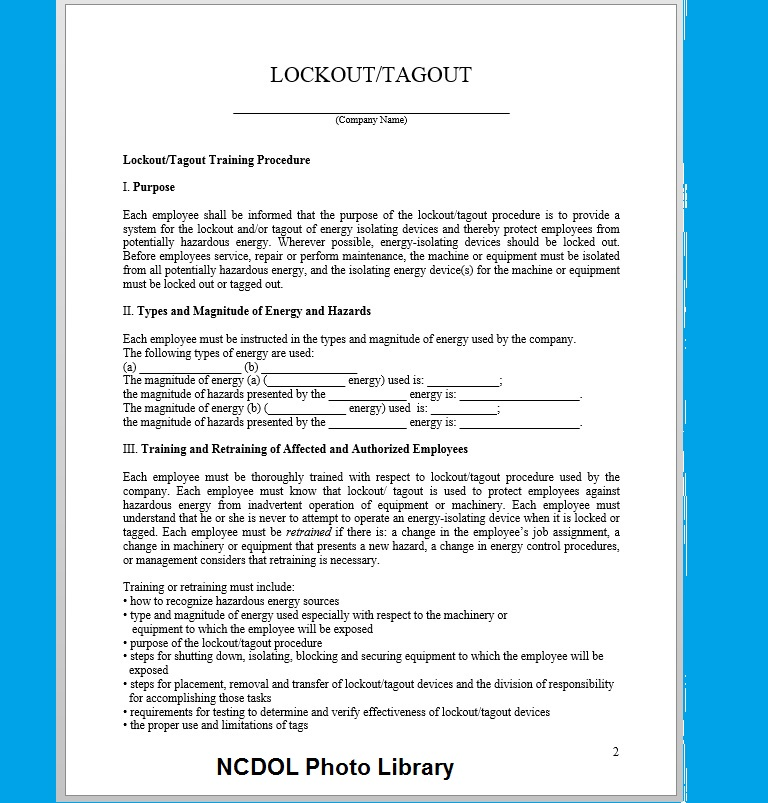 LOCKOUT/TAGOUT
______________________________
(Company Name)
Lockout/Tagout Training Procedure
I. Purpose
Each employee shall be informed that the purpose of the lockout/tagout procedure is to provide a
system for the lockout and/or tagout of energy isolating devices and thereby protect employees from
potentially hazardous energy. Wherever possible, energy-isolating devices should be locked out.
Before employees service, repair or perform maintenance, the machine or equipment must be isolated
from all potentially hazardous energy, and the isolating energy device(s) for the machine or equipment
must be locked out or tagged out.
II. Types and Magnitude of Energy and Hazards
Each employee must be instructed in the types and magnitude of energy used by the company.
The following types of energy are used:
(a) _________________ (b) ________________
The magnitude of energy (a) (_____________ energy) used is: ____________;
the magnitude of hazards presented by the _____________ energy is: ____________________.
The magnitude of energy (b) (_____________ energy) used is: ___________;
the magnitude of hazards presented by the _____________ energy is: ____________________.
III. Training and Retraining of Affected and Authorized Employees
Each employee must be thoroughly trained with respect to lockout/tagout procedure used by the
company. Each employee must know that lockout/ tagout is used to protect employees against
hazardous energy from inadvertent operation of equipment or machinery. Each employee must
understand that he or she is never to attempt to operate an energy-isolating device when it is locked or
tagged. Each employee must be retrained if there is: a change in the employee’s job assignment, a
change in machinery or equipment that presents a new hazard, a change in energy control procedures,
or management considers that retraining is necessary.
Training or retraining must include:
• how to recognize hazardous energy sources
• type and magnitude of energy used especially with respect to the machinery or
equipment to which the employee will be exposed
• purpose of the lockout/tagout procedure
• steps for shutting down, isolating, blocking and securing equipment to which the employee will be
exposed
• steps for placement, removal and transfer of lockout/tagout devices and the division of responsibility
for accomplishing those tasks
• requirements for testing to determine and verify effectiveness of lockout/tagout devices
• the proper use and limitations of tags
2
NCDOL Photo Library